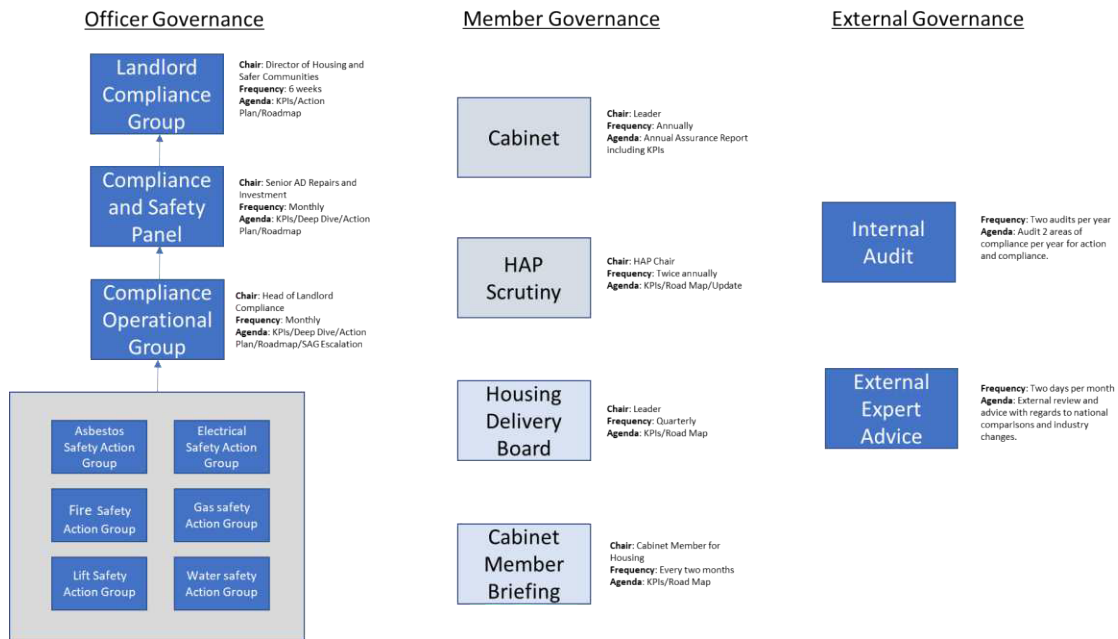 Officer Governance
Landlord
Compliance
Group
Chair: Director of Housing and
Safer Communities
Frequency: 6 weeks
Agenda: KPIs/Action
Plan/Roadmap
Compliance
and Safety
Panel
Chair: Senior AD Repairs and
Investment
Frequency: Monthly
Agenda: KPIs/Deep Dive/Action
Plan/Roadmap
Compliance
Operational
Group
Chair: Head of Landlord
Compliance
Frequency: Monthly
Agenda: KPIs/Deep Dive/Action
Plan/Roadmap/SAG Escalation
Asbestos
Safety Action
Group
Electrical
Safety Action
Group
Fire Safety
Action Group
Gas safety
Action Group
Lift Safety
Action Group
Water safety
Action Group
Member Governance
Cabinet
Chair: Leader
Frequency: Annually
Agenda: Annual Assurance Report
including KPIs
HAP
Scrutiny
Chair: HAP Chair
Frequency: Twice annually
Agenda: KPIs/Road Map/Update
Housing
Delivery
Board
Chair: Leader
Frequency: Quarterly
Agenda: KPIs/Road Map
Cabinet
Member
Briefing
Chair: Cabinet Member for
Housing
Frequency: Every two months
Agenda: KPIs/Road Map
External Governance
Internal
Audit
Frequency: Two audits per year
Agenda: Audit 2 areas of
compliance per year for action
and compliance.
External
Expert
Advice
Frequency: Two days per month
Agenda: External review and
advice with regards to national
comparisons and industry
changes.